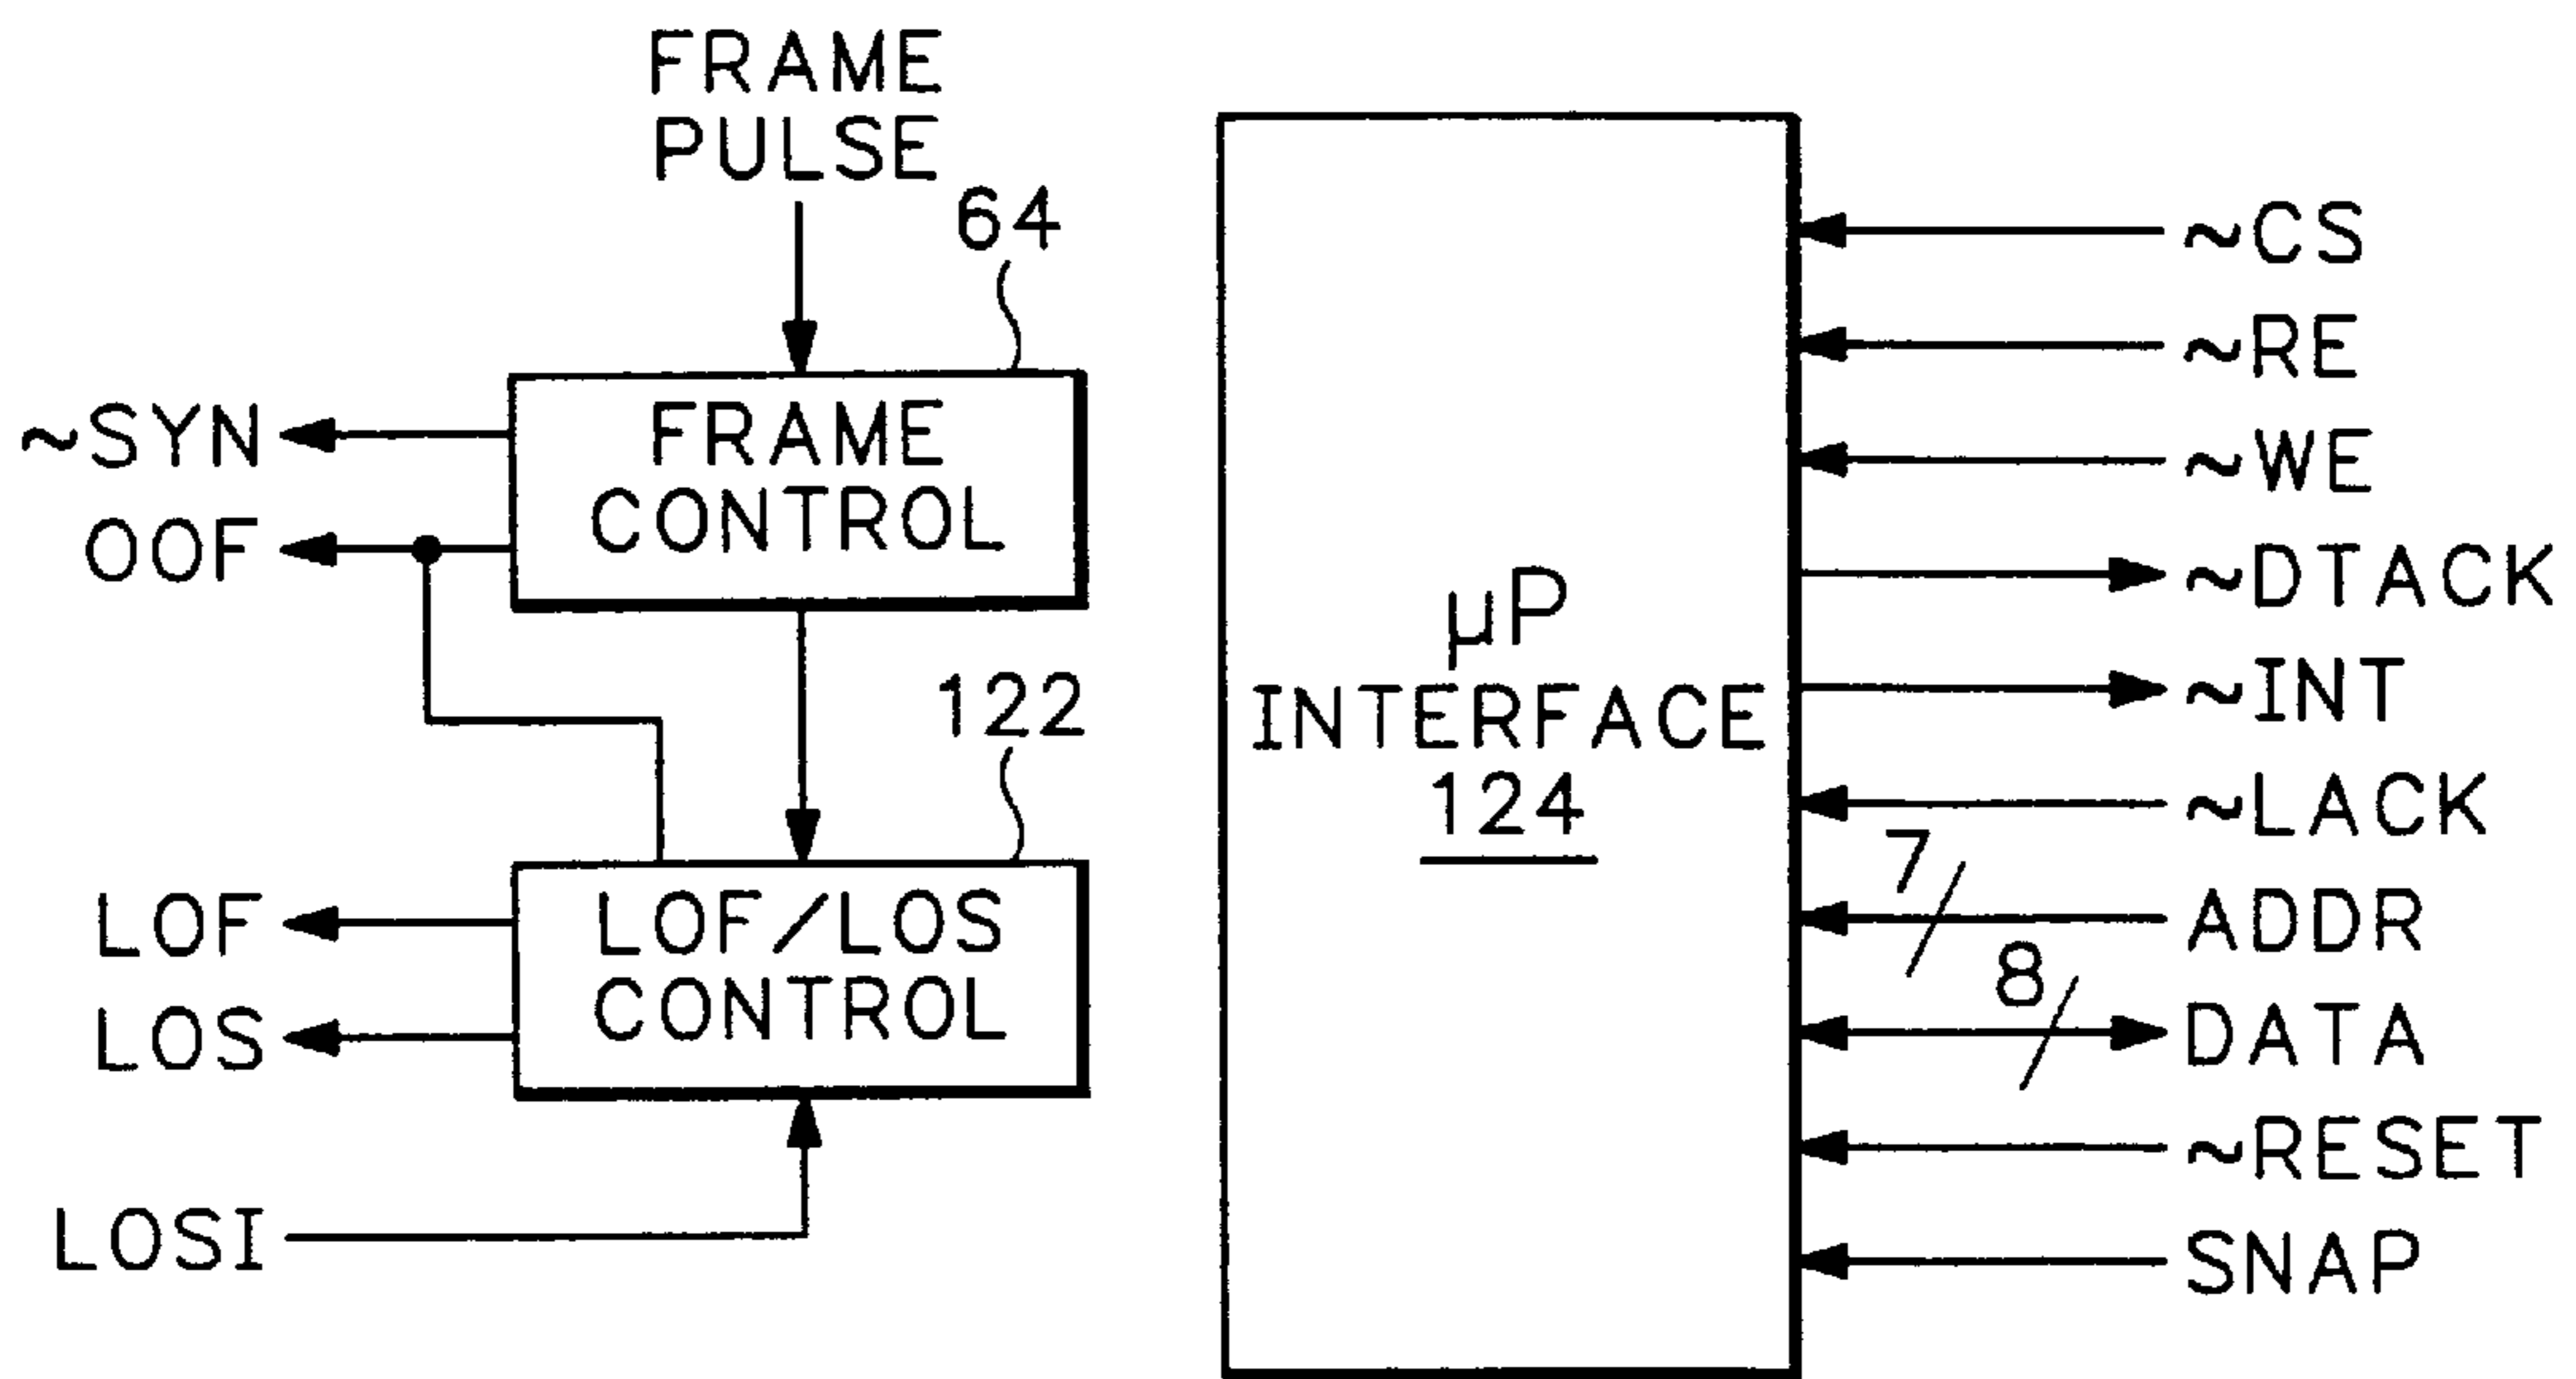 FRAME
PULSE
64
~SYN
OOF
FRAME
CONTROL
122
LOF
LOS
LOF/LOS
CONTROL
LOSI
µP
INTERFACE
124
~CS
~RE
~WE
~DTACK
~INT
~LACK
7
ADDR
8
DATA
~RESET
SNAP